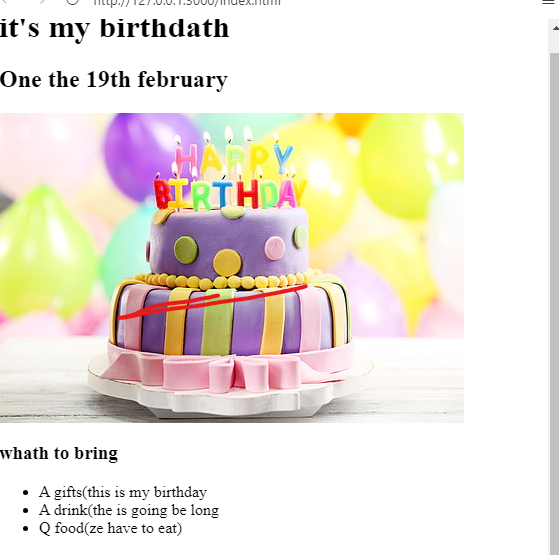 http://127.0.0.1:3000/index.html
it's my birthdath
One the 19th february
HAPPY
BIRTHDAY
whath to bring
A gifts(this is my birthday
A drink(the is going be long
Q food(ze have to eat)